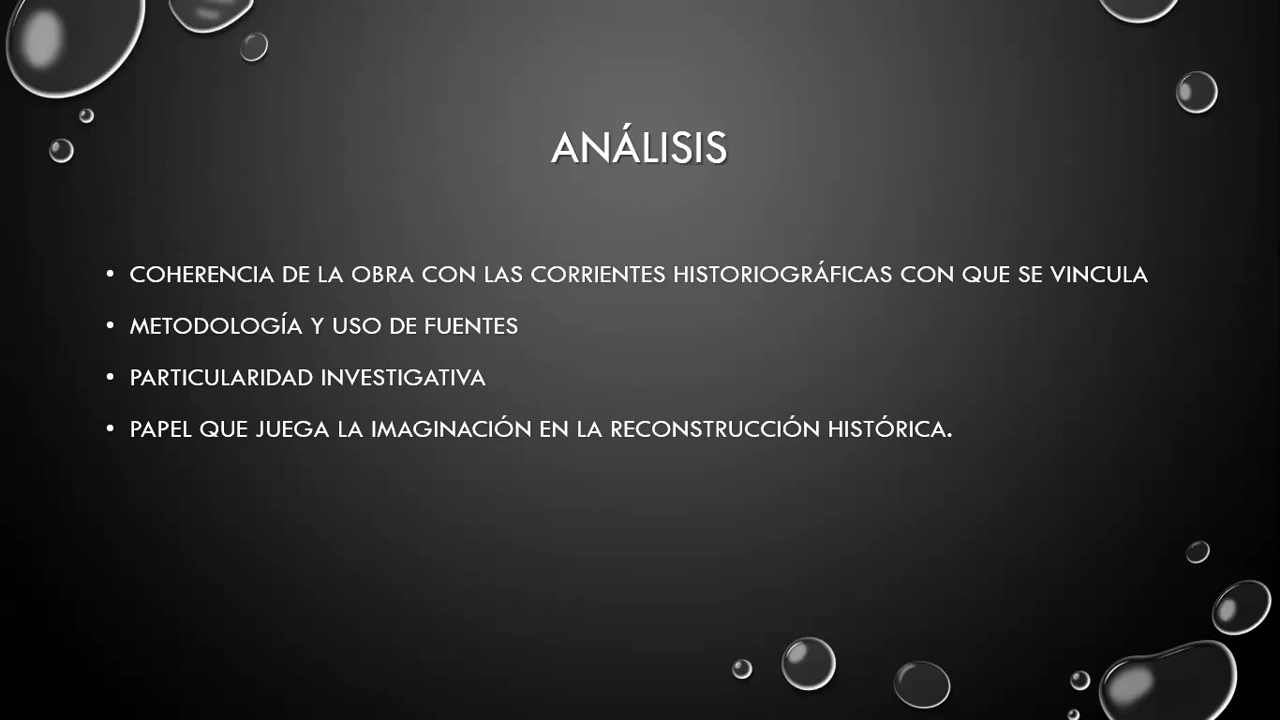 ANÁLISIS
• COHERENCIA DE LA OBRA CON LAS CORRIENTES HISTORIOGRÁFICAS CON QUE SE VINCULA
• METODOLOGÍA Y USO DE FUENTES
• PARTICULARIDAD INVESTIGATIVA
• PAPEL QUE JUEGA LA IMAGINACIÓN EN LA RECONSTRUCCIÓN HISTÓRICA.